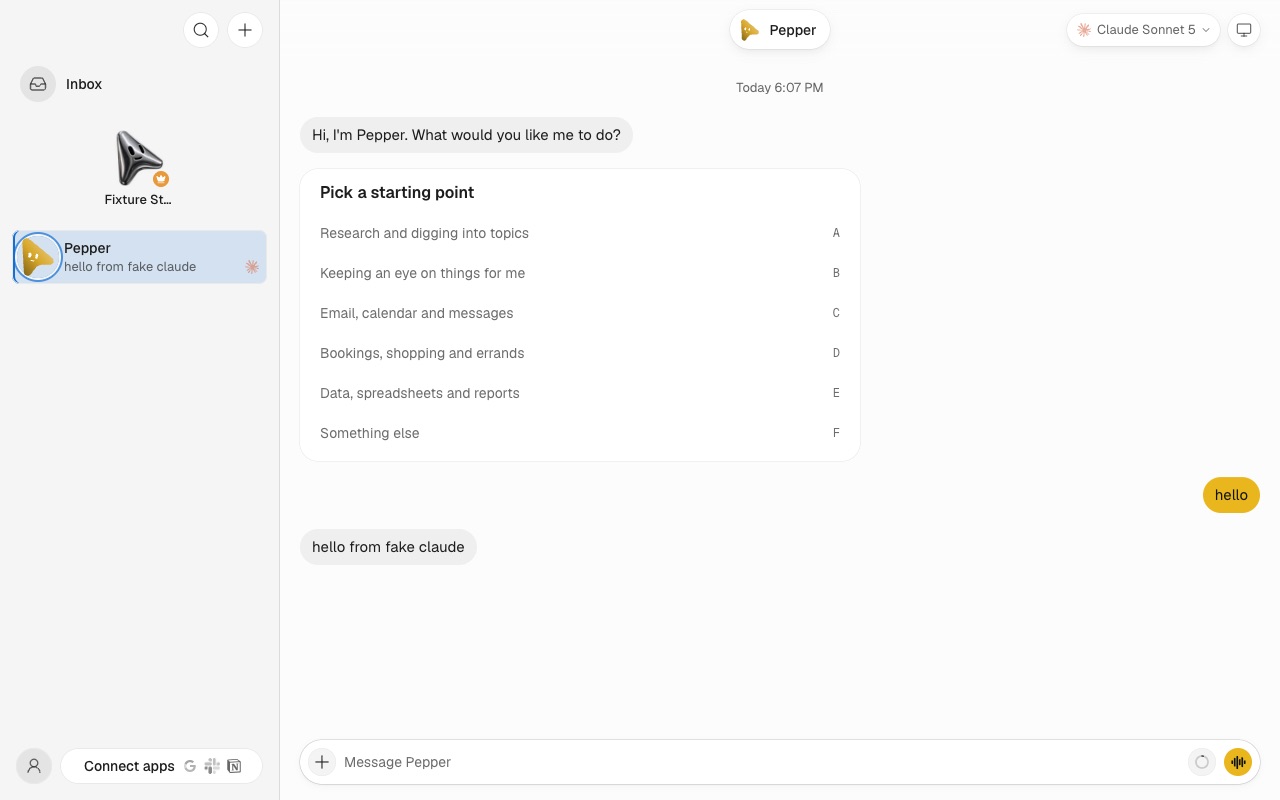 Inbox
Fixture St...
Pepper
hello from fake claude
Connect apps
Pepper
Claude Sonnet 5
Today 6:07 PM
Hi, I'm Pepper. What would you like me to do?
Pick a starting point
Research and digging into topics A
Keeping an eye on things for me B
Email, calendar and messages C
Bookings, shopping and errands D
Data, spreadsheets and reports E
Something else F
hello
hello from fake claude
Message Pepper